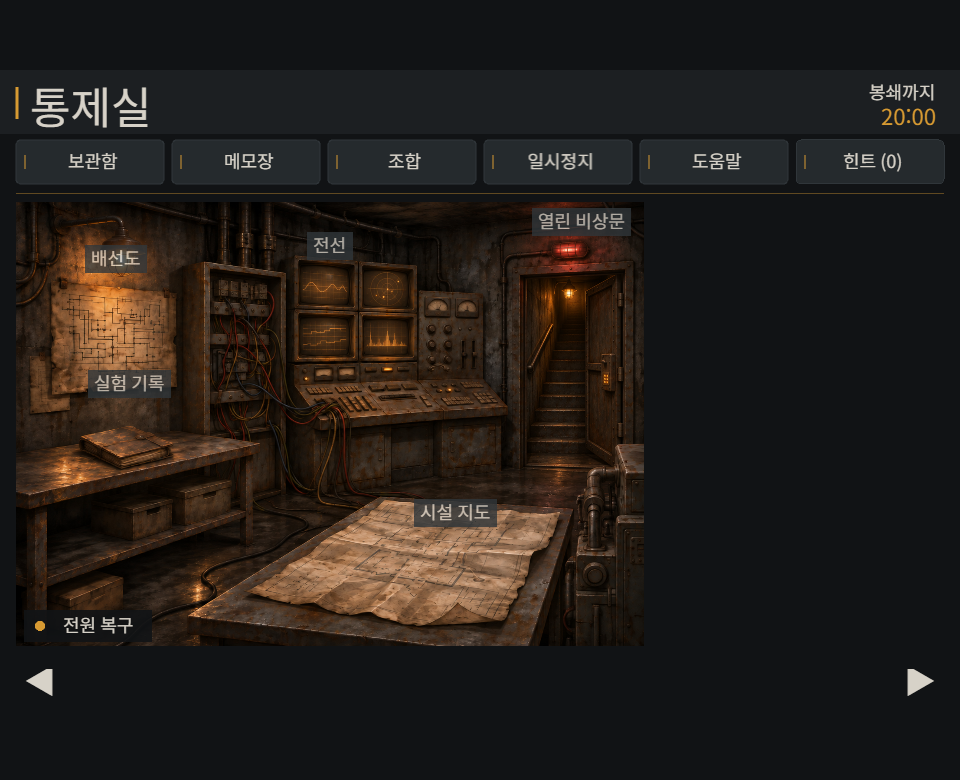 통제실
봉쇄까지
20:00
보관함
메모장
조합
일시정지
도움말
힌트 (0)
열린 비상문
전선
배선도
실험 기록
시설 지도
전원 복구